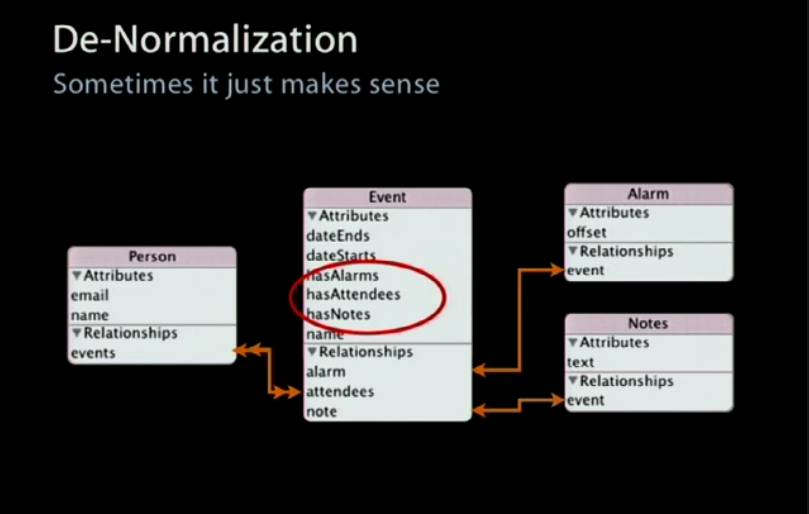 De-Normalization
Sometimes it just makes sense
Person
Attributes
email
name
Relationships
events
Event
Attributes
dateEnds
dateStarts
hasAlarms
hasAttendees
hasNotes
name
Relationships
alarm
attendees
note
Alarm
Attributes
offset
Relationships
event
Notes
Attributes
text
Relationships
event